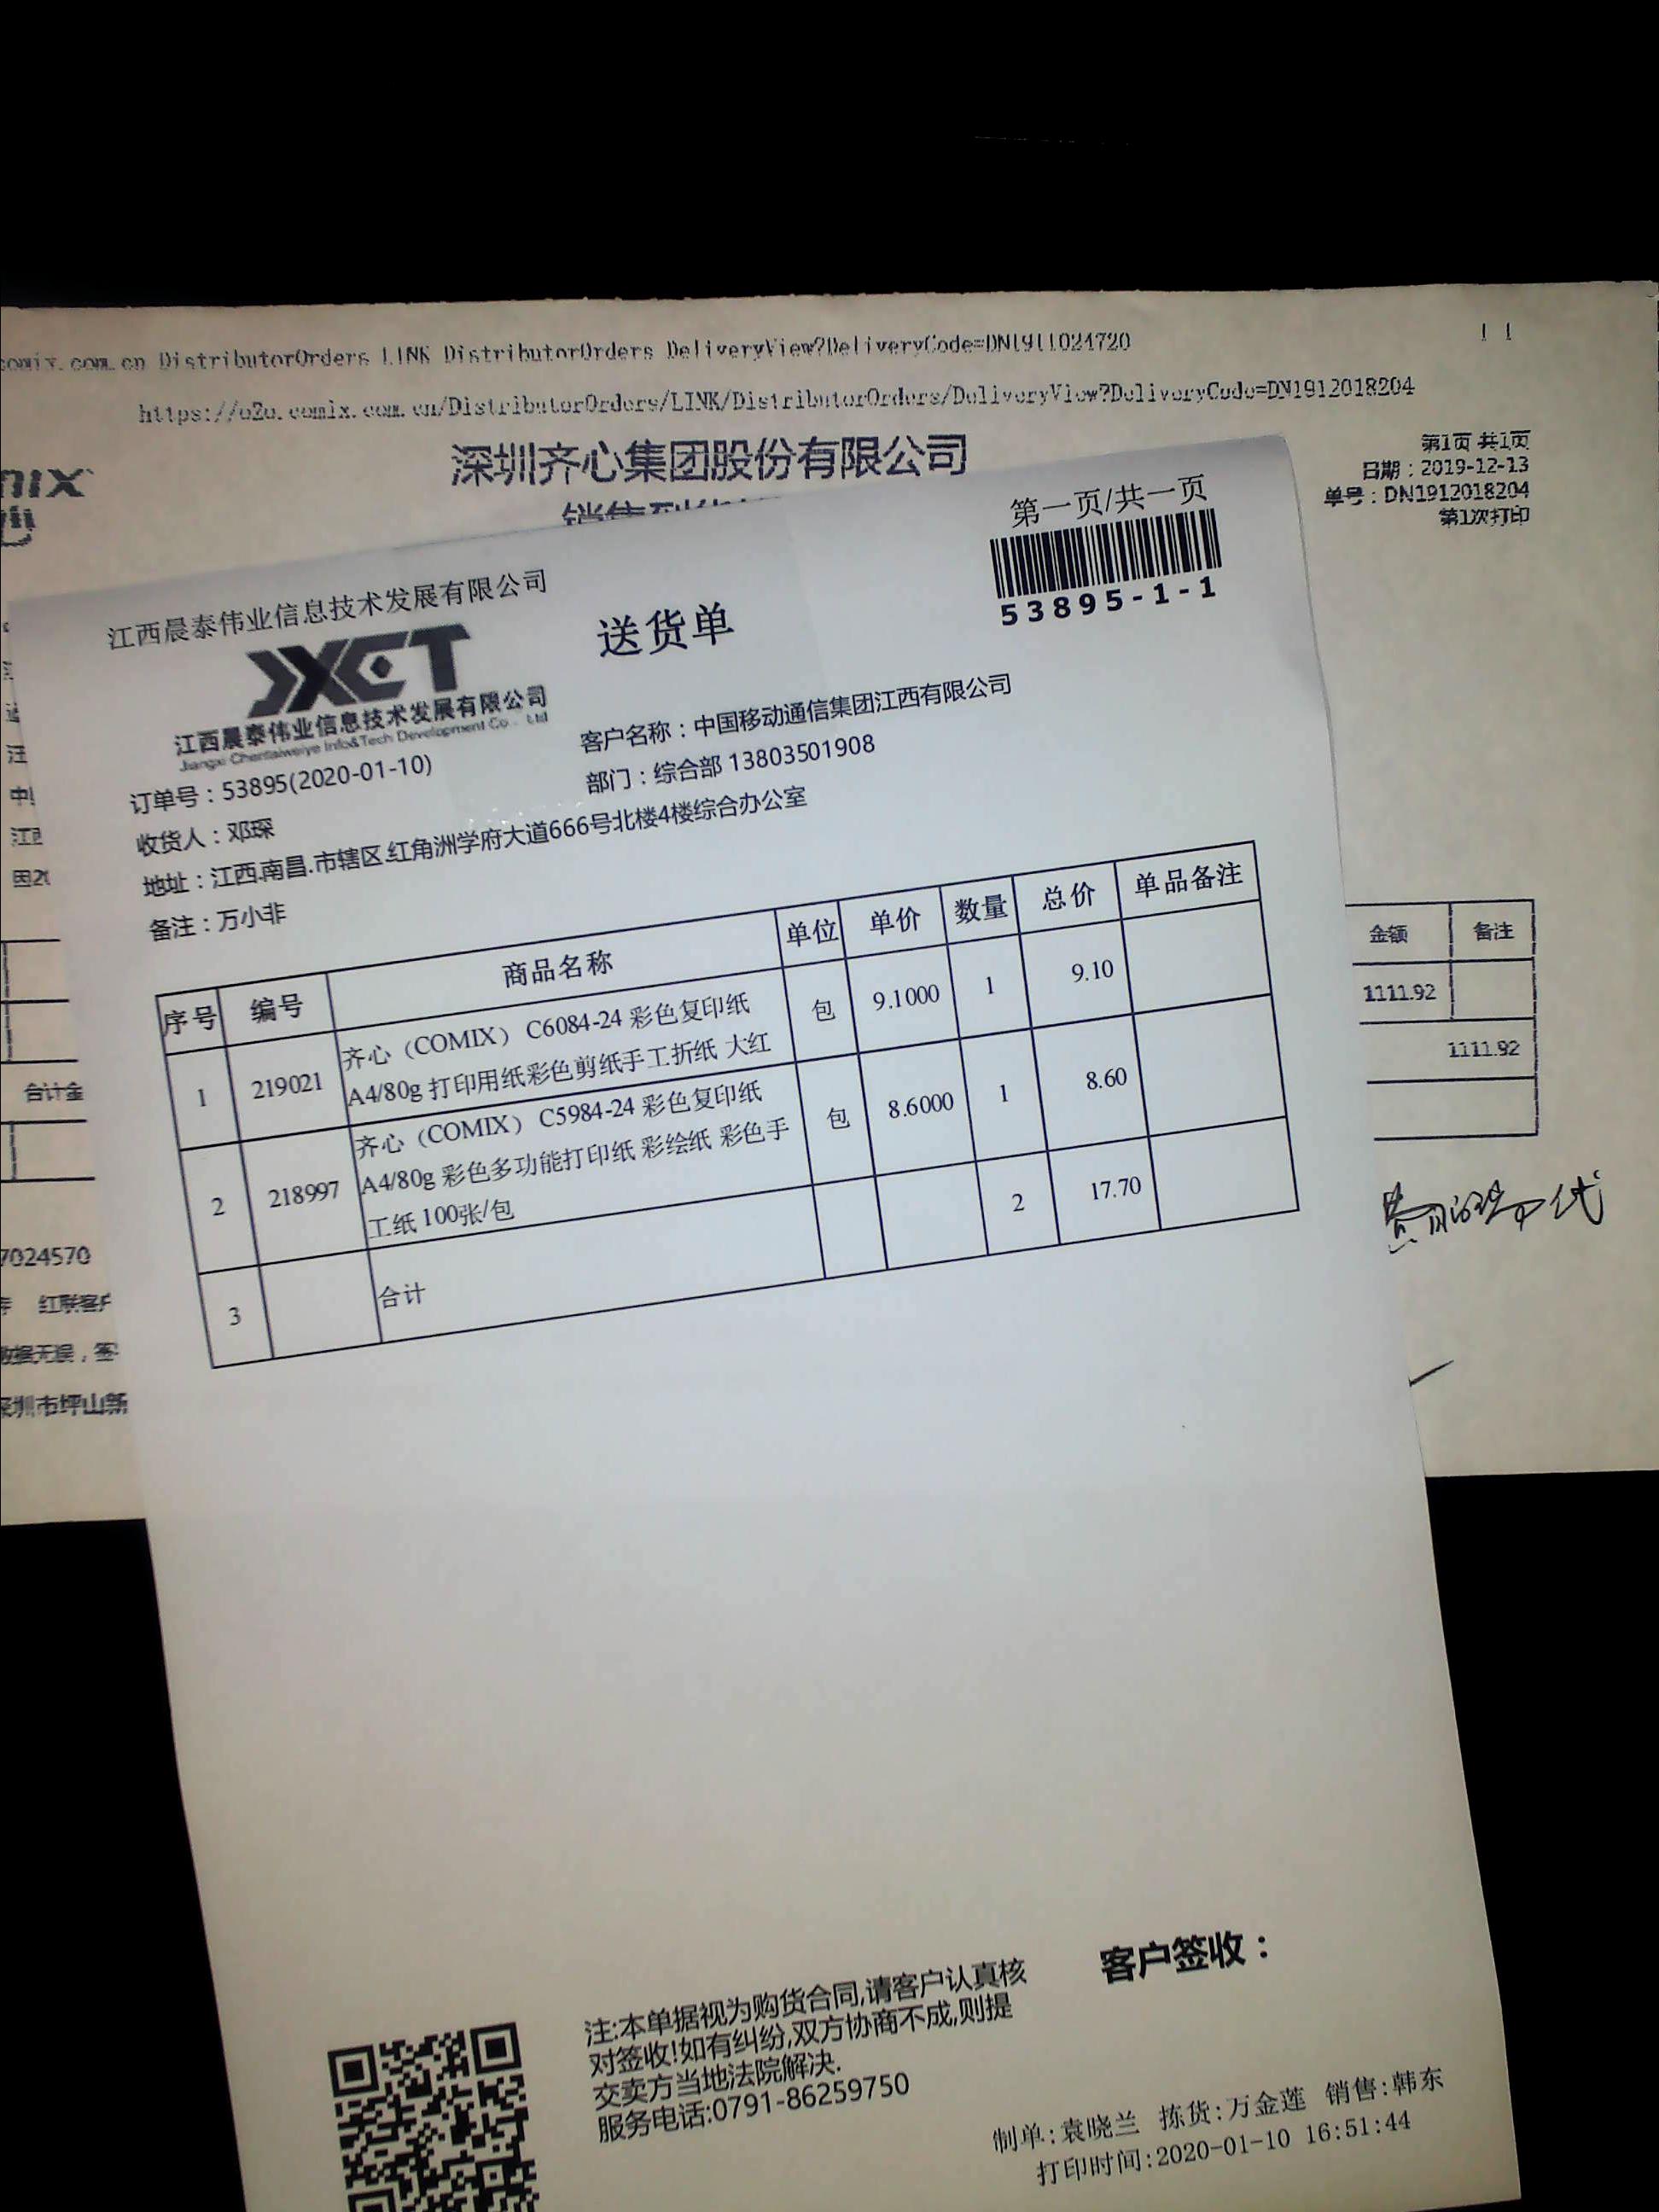 comix.com.cn DistributorOrders LINK DistributorOrders DeliveryView?DeliveryCode=DN1911024720
1 1
https://o2o.comix.com.cn/DistributorOrders/LINK/DistributorOrders/DeliveryView?DeliveryCode=DN1912018204
深圳齐心集团股份有限公司
第1页 共1页
日期：2019-12-13
单号：DN1912018204
第1次打印
第一页/共一页
53895-1-1
江西晨泰伟业信息技术发展有限公司
JXCT
江西晨泰伟业信息技术发展有限公司
Jiangxi Chentaiweiye Info&Tech Development Co., Ltd
送货单
订单号：53895(2020-01-10)
客户名称：中国移动通信集团江西有限公司
收货人：邓琛
部门：综合部 13803501908
地址：江西.南昌.市辖区.红角洲学府大道666号北楼4楼综合办公室
备注：万小非
序号 编号 商品名称 单位 单价 数量 总价 单品备注
1 219021 齐心（COMIX） C6084-24 彩色复印纸
A4/80g 打印用纸彩色剪纸手工折纸 大红 包 9.1000 1 9.10
2 218997 齐心（COMIX） C5984-24 彩色复印纸
A4/80g 彩色多功能打印纸 彩绘纸 彩色手
工纸 100张/包 包 8.6000 1 8.60
3 合计 2 17.70
金额 备注
1111.92
1111.92
合计金
7024570
红联客户
数据无误，签
深圳市坪山新
客户签收：
注:本单据视为购货合同,请客户认真核
对签收!如有纠纷,双方协商不成,则提
交卖方当地法院解决.
服务电话:0791-86259750
制单:袁晓兰 拣货:万金莲 销售:韩东
打印时间:2020-01-10 16:51:44